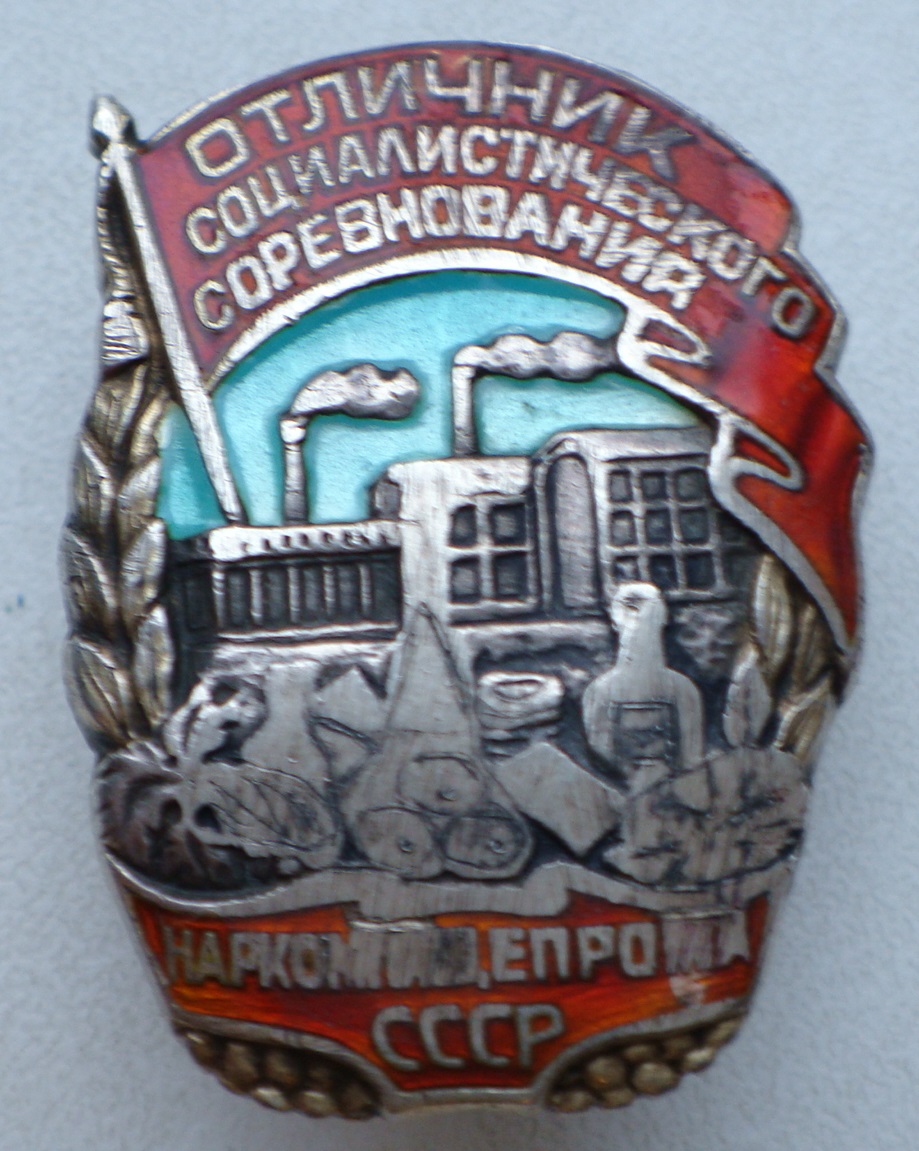 ОТЛИЧНИК
СОЦИАЛИСТИЧЕСКОГО
СОРЕВНОВАНИЯ
НАРКОМПИЩЕПРОМА
СССР